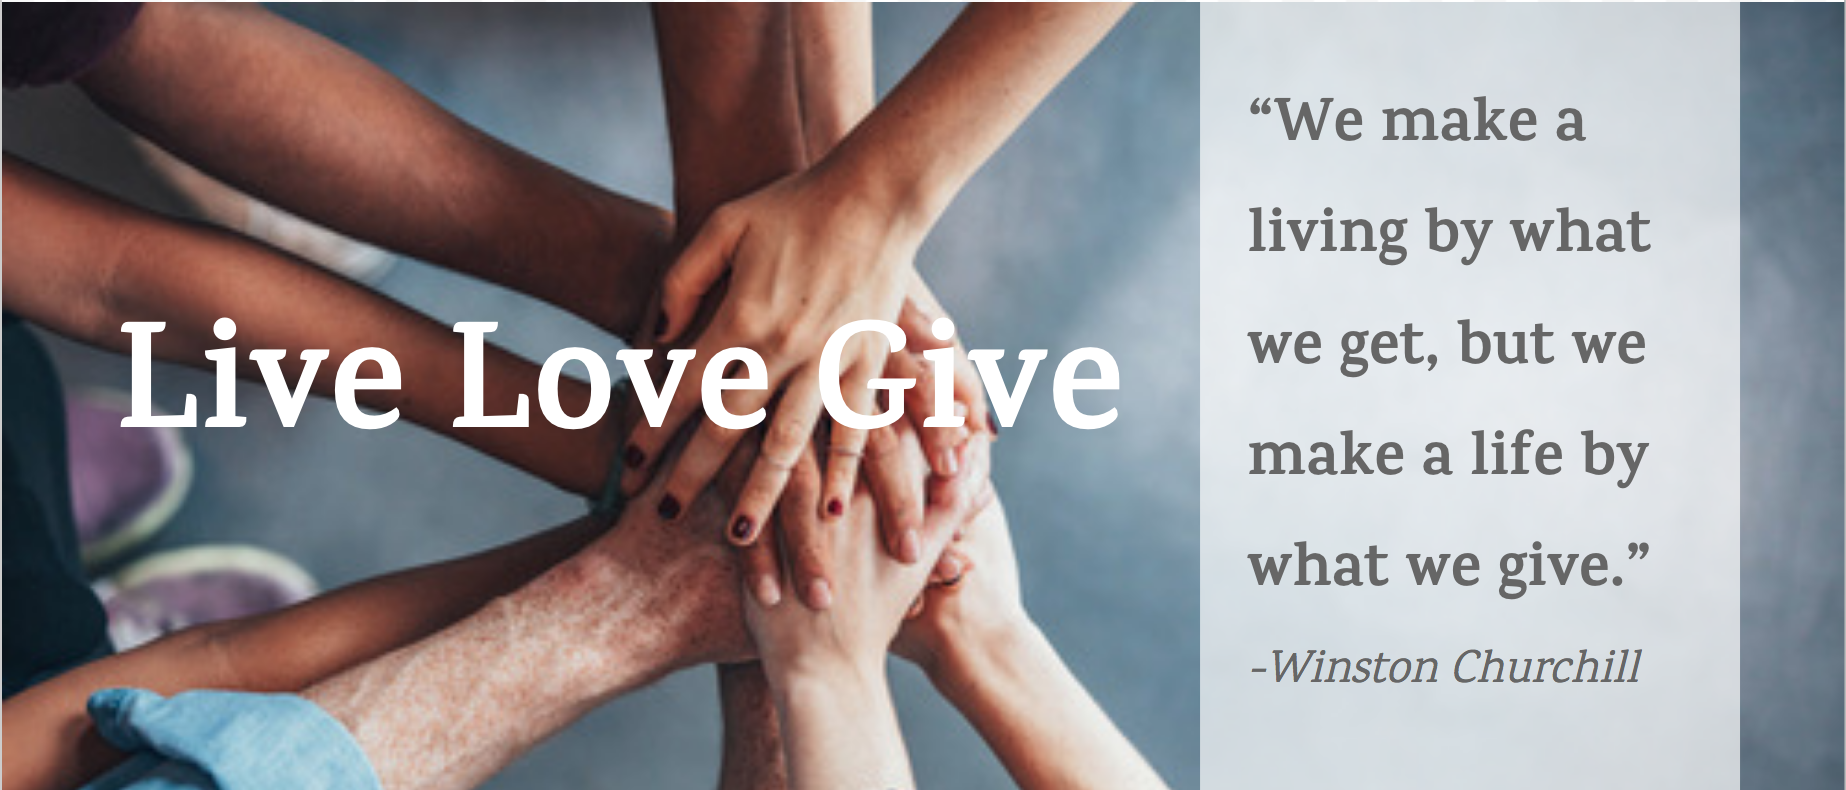 Live Love Give
“We make a
living by what
we get, but we
make a life by
what we give.”
-Winston Churchill